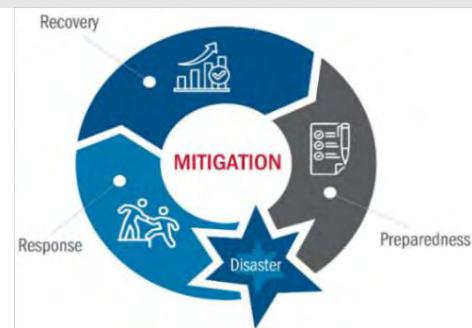 Recovery
MITIGATION
Preparedness
Response
Disaster